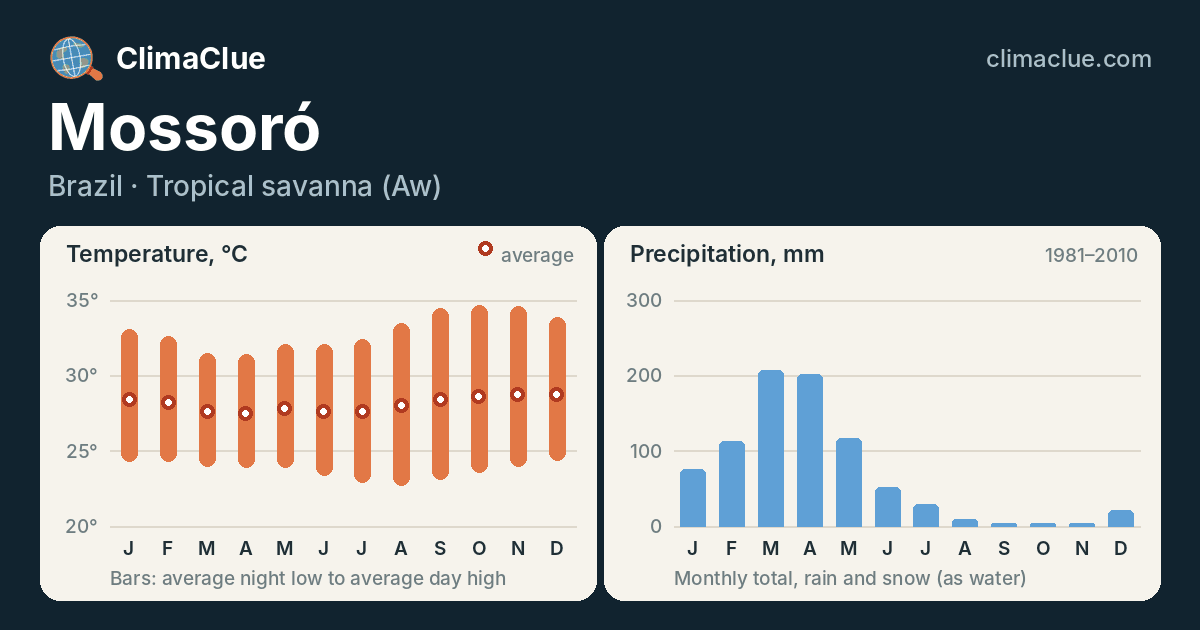 ClimaClue
climaclue.com
Mossoró
Brazil · Tropical savanna (Aw)
Temperature, °C
average
35°
30°
25°
20°
J F M A M J J A S O N D
Bars: average night low to average day high
Precipitation, mm
1981–2010
300
200
100
0
J F M A M J J A S O N D
Monthly total, rain and snow (as water)